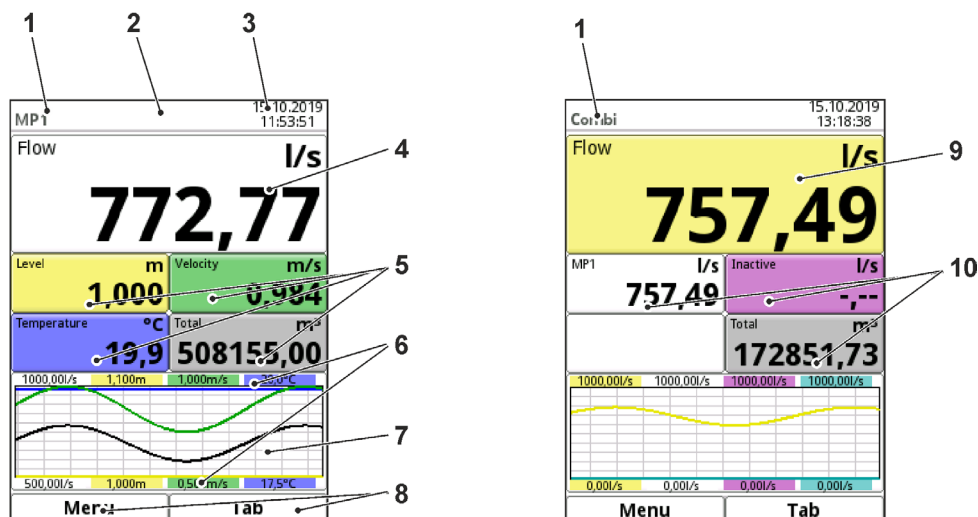 1 2 3
MP1 15.10.2019
11:53:51
Flow l/s
772,77
4
Level m Velocity m/s
1,000 0,984
5
Temperature °C Total m³
19,9 508155,00
6
1000,00l/s 1,100m 1,000m/s 20,0°C
7
500,00l/s 1,000m 0,50 m/s 17,5°C
8
Menu Tab
1
Combi 15.10.2019
13:18:38
Flow l/s
757,49
9
MP1 l/s Inactive l/s
757,49 -,--
10
Total m³
172851,73
1000,00l/s 1000,00l/s 1000,00l/s 1000,00l/s
0,00l/s 0,00l/s 0,00l/s 0,00l/s
Menu Tab